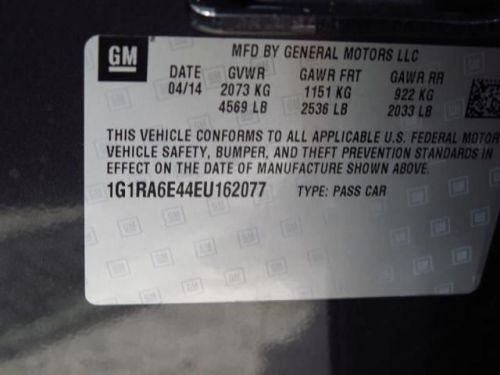 GM
MFD BY GENERAL MOTORS LLC
DATE GVWR GAWR FRT GAWR RR
04/14 2073 KG 1151 KG 922 KG
4569 LB 2536 LB 2033 LB
THIS VEHICLE CONFORMS TO ALL APPLICABLE U.S. FEDERAL MOTOR
VEHICLE SAFETY, BUMPER, AND THEFT PREVENTION STANDARDS IN
EFFECT ON THE DATE OF MANUFACTURE SHOWN ABOVE.
1G1RA6E44EU162077 TYPE: PASS CAR